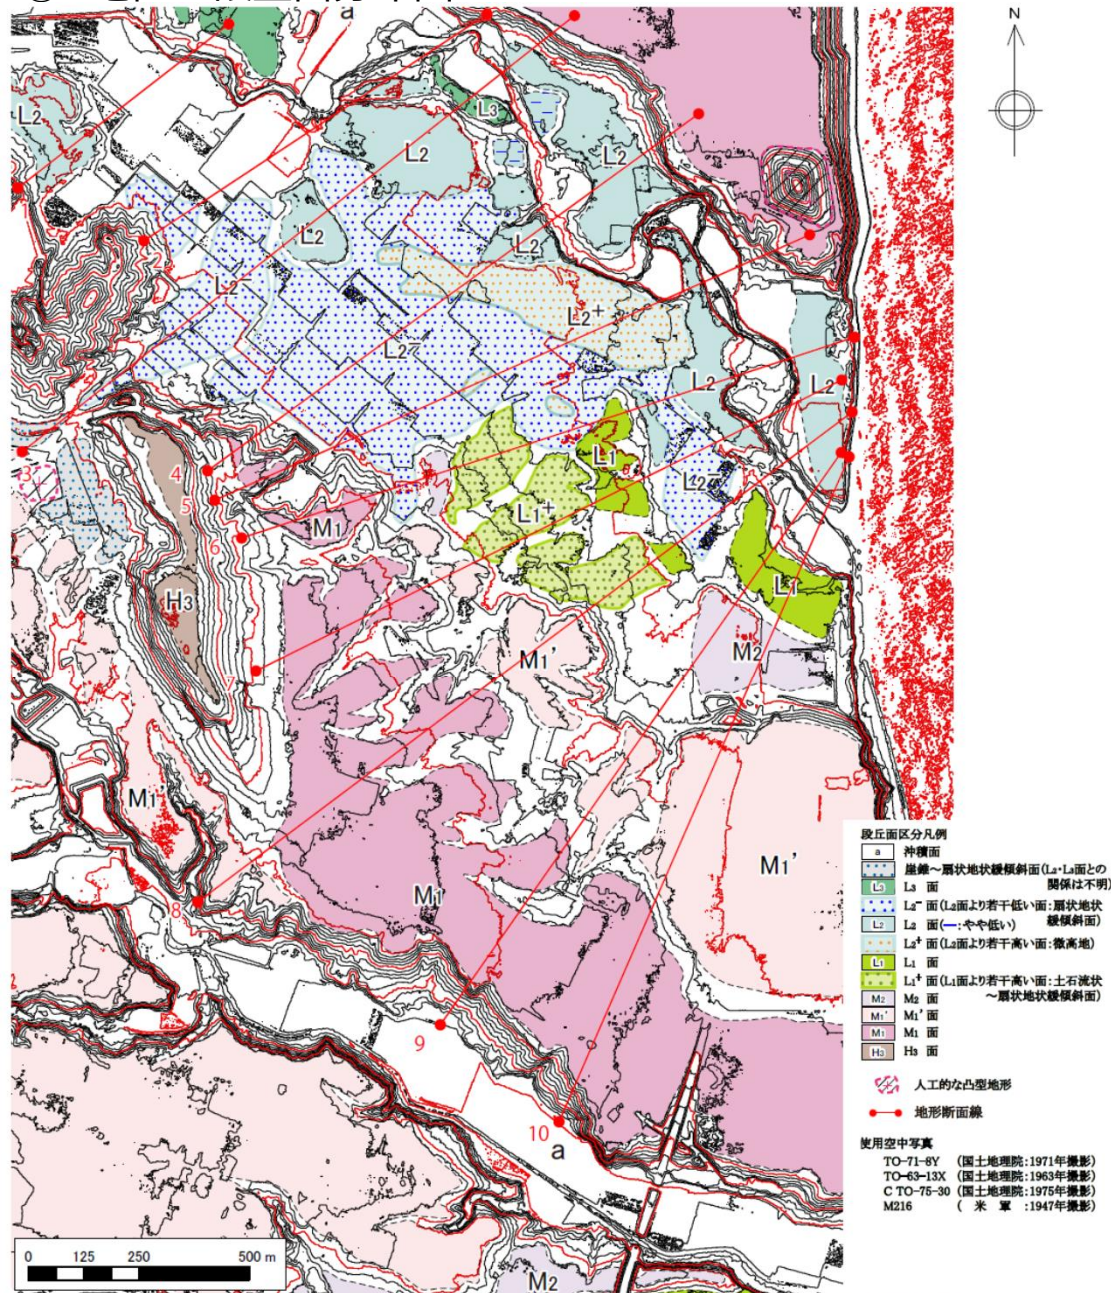 a
N
L2
L3
L2
L2
L2
L2
2
L2-
L2+
L2-
L2
L2
3
4
5
6
M1
L1
L1+
L2-
L1
H3
7
M1'
M2
M1'
M1'
M1
8
9
10
a
M2
段丘面区分凡例
a 沖積面
崖錐~扇状地状緩傾斜面(L2・L3面との
関係は不明)
L3 L3 面
L2- 面(L2面より若干低い面:扇状地状
緩傾斜面)
L2 L2 面(―:やや低い)
L2+ 面(L2面より若干高い面:微高地)
L1 L1 面
L1+ 面(L1面より若干高い面:土石流状
~扇状地状緩傾斜面)
M2 M2 面
M1' M1'面
M1 M1 面
H3 H3 面
人工的な凸型地形
地形断面線
使用空中写真
TO-71-8Y (国土地理院:1971年撮影)
TO-63-13X (国土地理院:1963年撮影)
C TO-75-30 (国土地理院:1975年撮影)
M216 ( 米 軍 :1947年撮影)
0 125 250 500 m